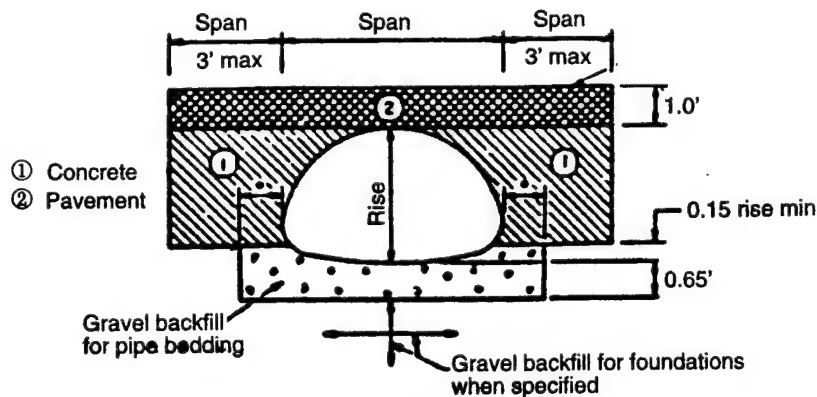 Span
Span
Span
3' max
3' max
②
1.0'
①
①
① Concrete
② Pavement
Rise
0.15 rise min
0.65'
Gravel backfill
for pipe bedding
Gravel backfill for foundations
when specified